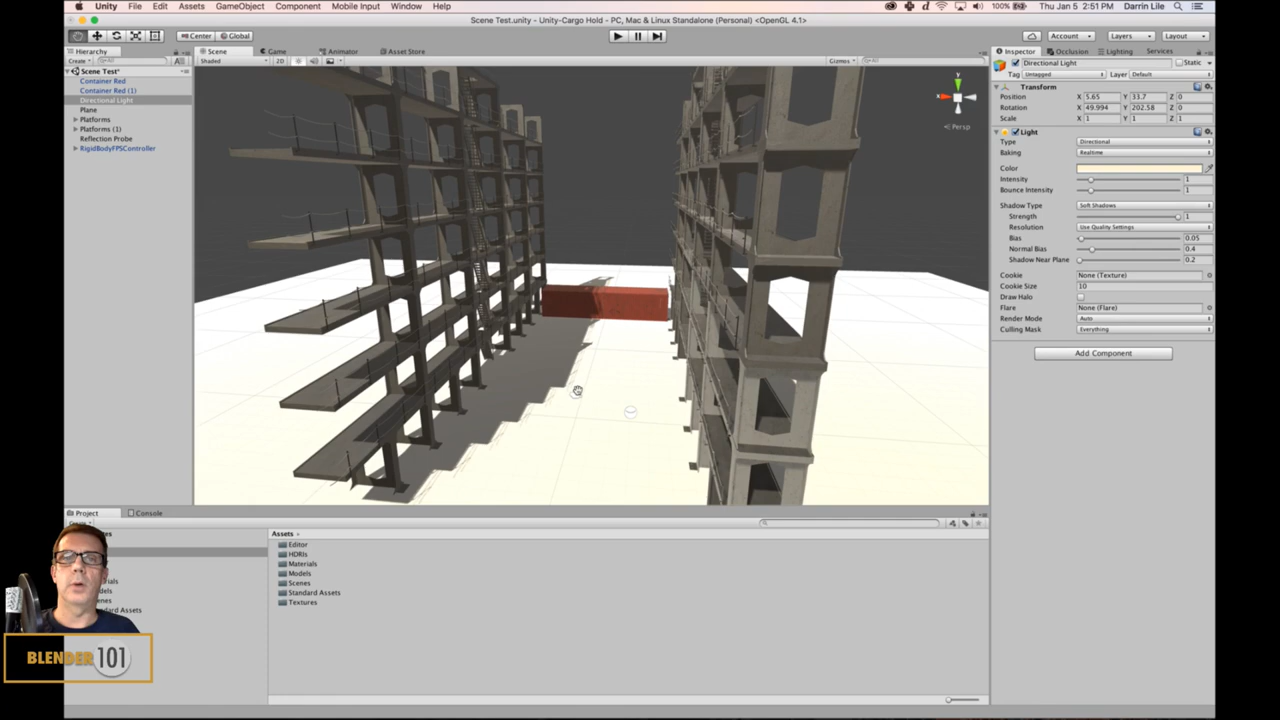 Unity File Edit Assets GameObject Component Mobile Input Window Help 100% Thu Jan 5 2:51 PM Darrin Lile
Scene Test.unity - Unity-Cargo Hold - PC, Mac & Linux Standalone (Personal) <OpenGL 4.1>
Center Global Account Layers Layout
Hierarchy Scene Game Animator Asset Store Inspector Occlusion Lighting Services
Create All Shaded 2D Gizmos All Directional Light Static
Scene Test*
Tag Untagged Layer Default
Container Red
Container Red (1)
Directional Light
Plane
Platforms
Platforms (1)
Reflection Probe
RigidBodyFPSController
y
x
Persp
Transform
Position X 5.65 Y 33.7 Z 0
Rotation X 49.994 Y 202.58 Z 0
Scale X 1 Y 1 Z 1
Light
Type Directional
Baking Realtime
Color
Intensity 1
Bounce Intensity 1
Shadow Type Soft Shadows
Strength 1
Resolution Use Quality Settings
Bias 0.05
Normal Bias 0.4
Shadow Near Plane 0.2
Cookie None (Texture)
Cookie Size 10
Draw Halo
Flare None (Flare)
Render Mode Auto
Culling Mask Everything
Add Component
Project Console
Assets
Editor
HDRIs
Materials
Models
Scenes
Standard Assets
Textures
erials
dels
enes
ndard Assets
BLENDER 101